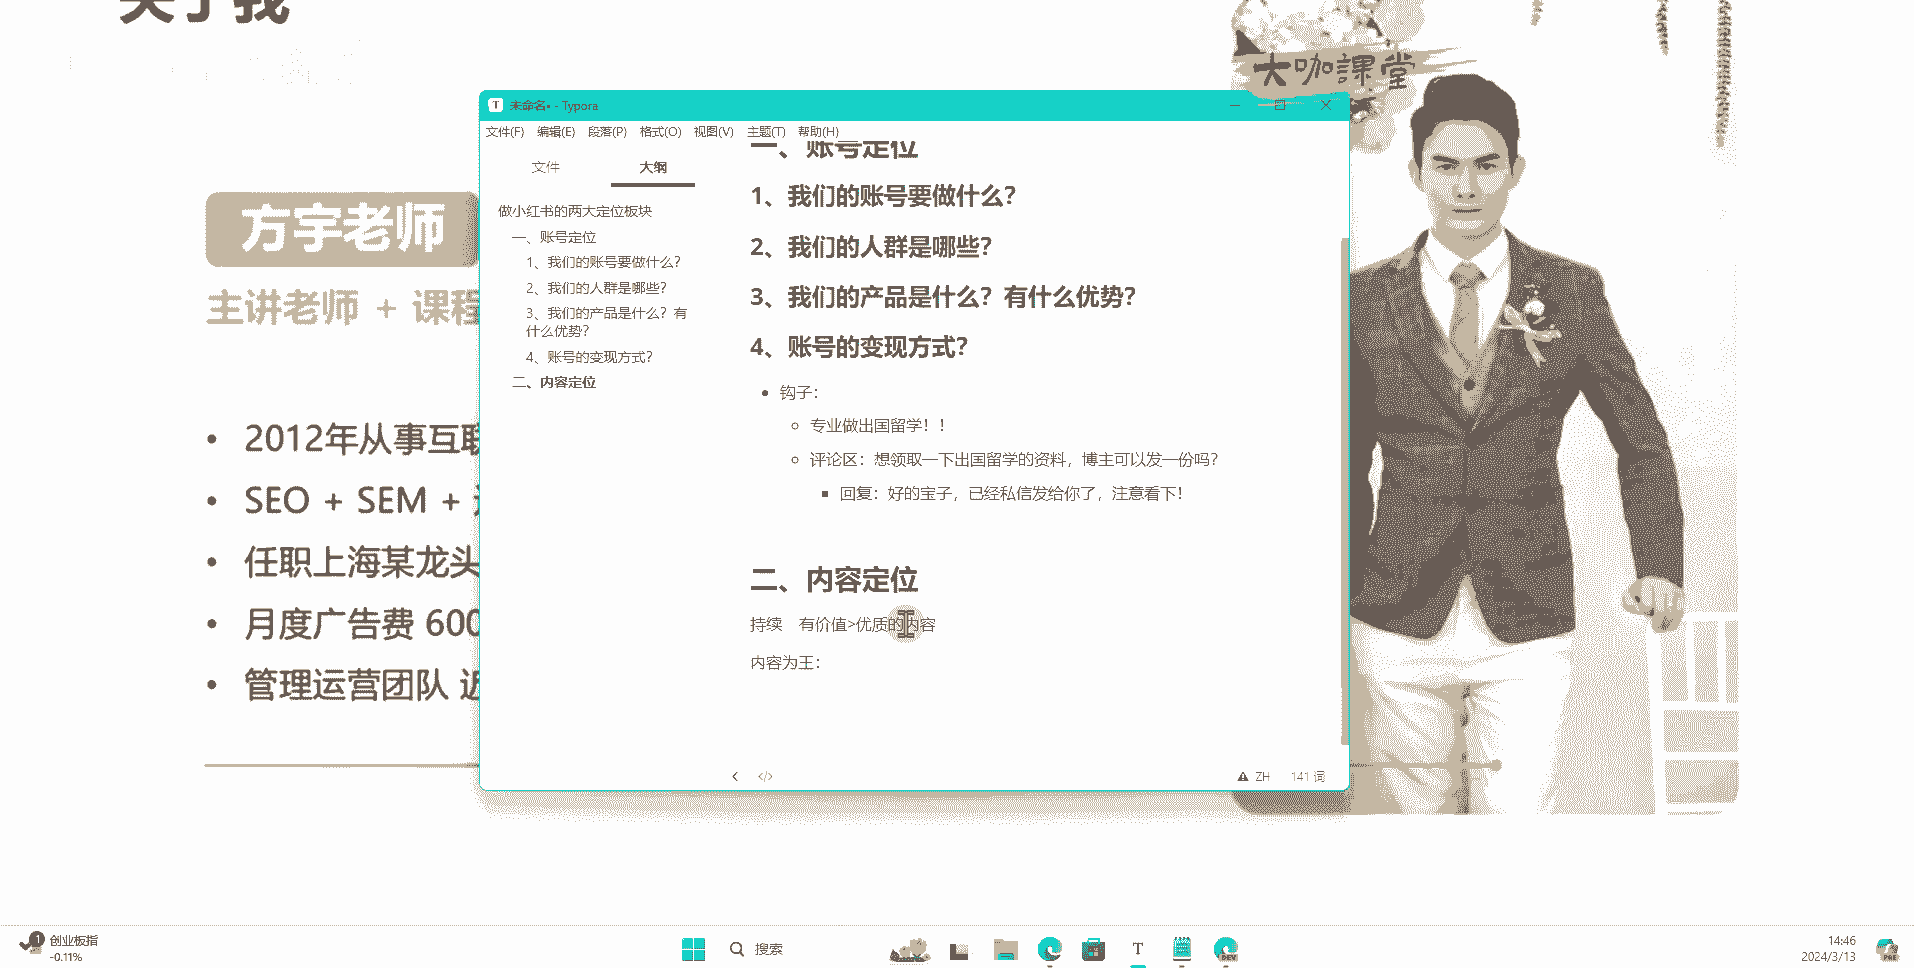 关于我
大咖課堂
方宇老师
主讲老师 + 课程
2012年从事互联
SEO + SEM +
任职上海某龙头
月度广告费 600
管理运营团队 近
未命名• - Typora
文件(F) 编辑(E) 段落(P) 格式(O) 视图(V) 主题(T) 帮助(H)
文件 大纲
做小红书的两大定位板块
一、账号定位
1、我们的账号要做什么？
2、我们的人群是哪些？
3、我们的产品是什么？有
什么优势？
4、账号的变现方式？
二、内容定位
一、账号定位
1、我们的账号要做什么？
2、我们的人群是哪些？
3、我们的产品是什么？有什么优势？
4、账号的变现方式？
钩子：
专业做出国留学！！
评论区：想领取一下出国留学的资料，博主可以发一份吗？
回复：好的宝子，已经私信发给你了，注意看下！
二、内容定位
持续 有价值>优质的内容
内容为王：
ZH 141 词
1 创业板指
-0.11%
搜索
T
DEV
14:46
2024/3/13
PRE